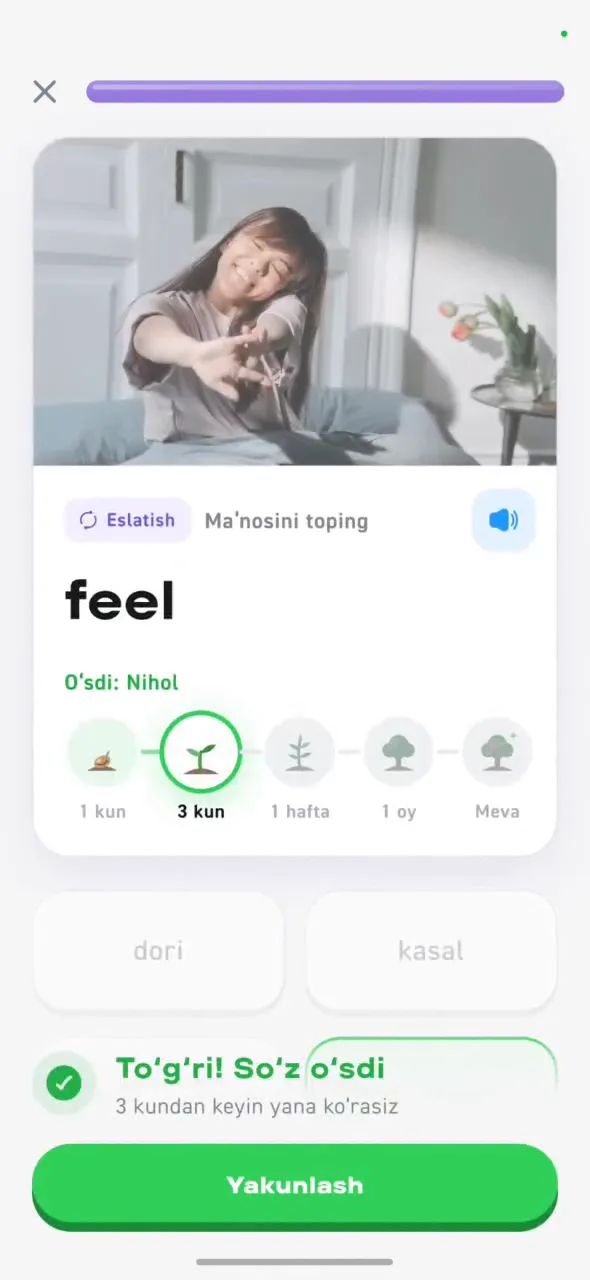 Eslatish Ma'nosini toping
feel
O'sdi: Nihol
1 kun 3 kun 1 hafta 1 oy Meva
dori kasal
To‘g‘ri! So‘z o‘sdi
3 kundan keyin yana ko‘rasiz
Yakunlash